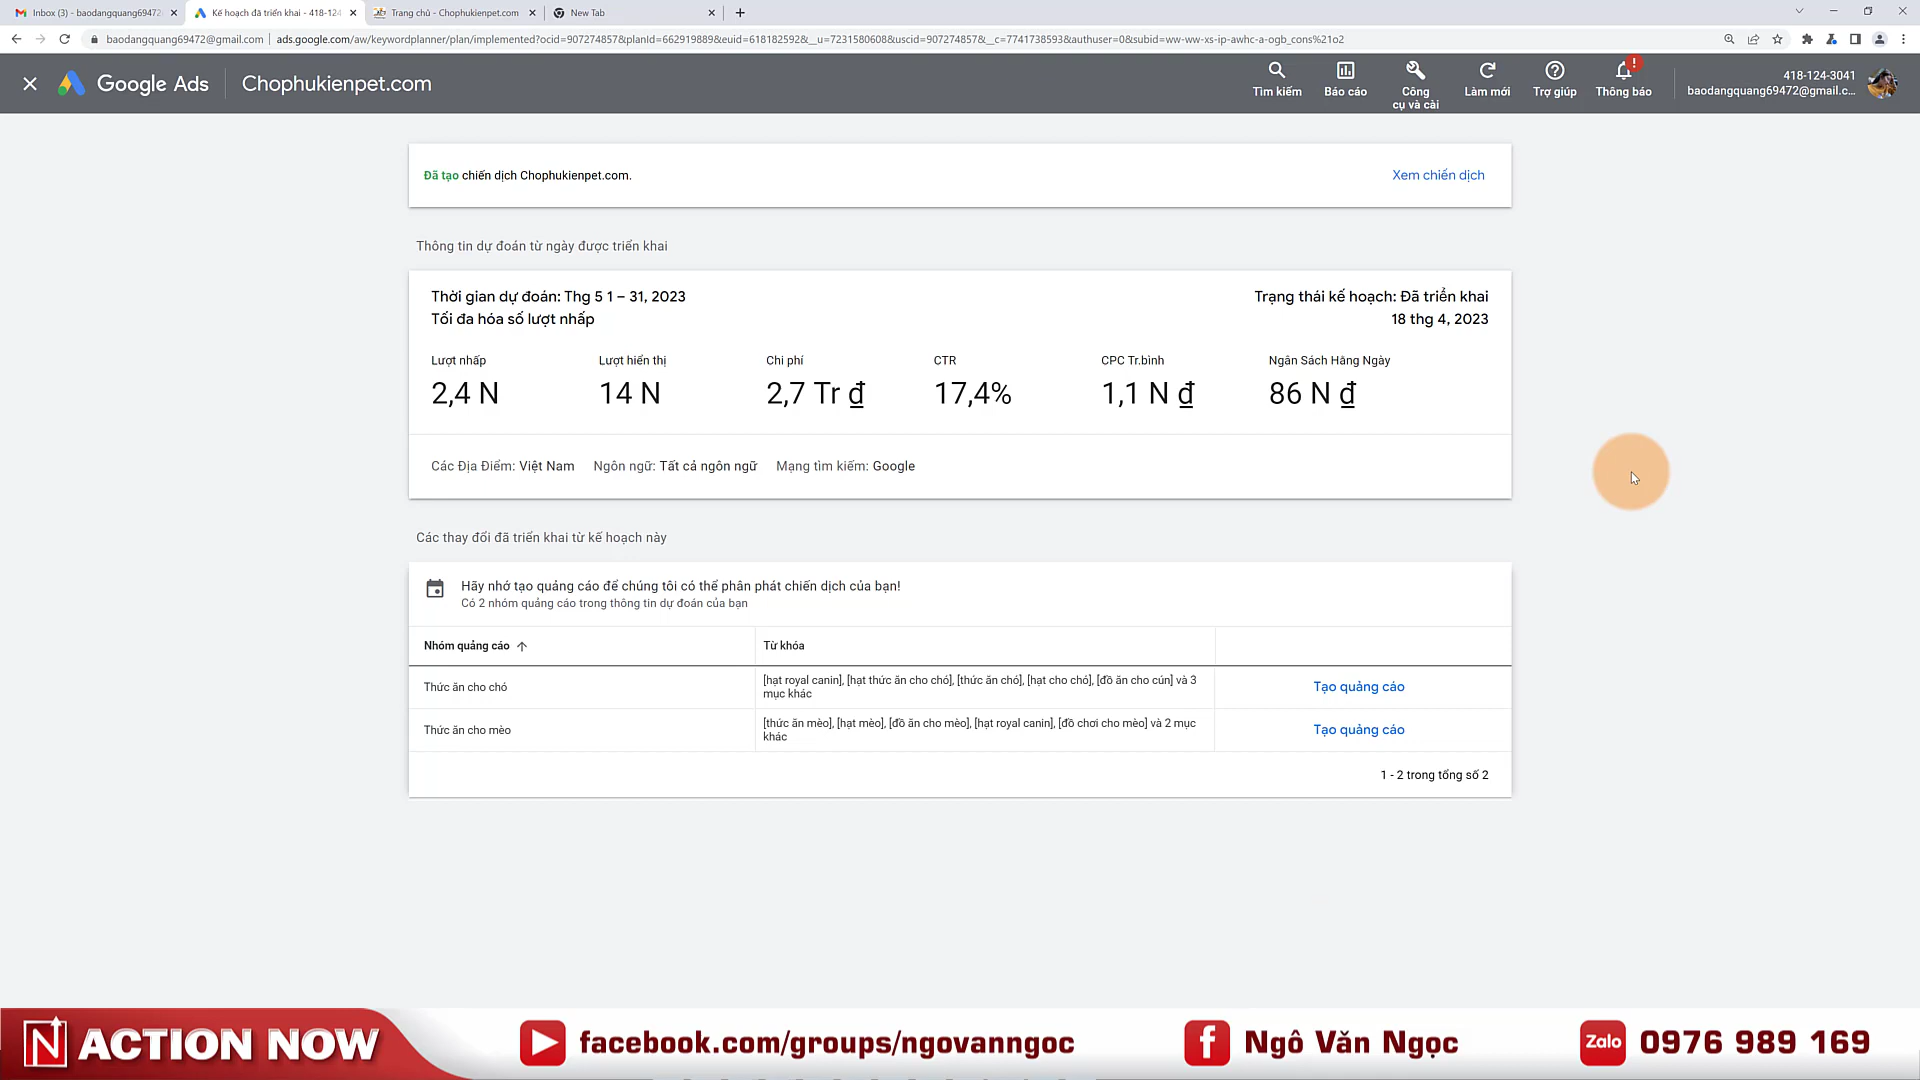 Inbox (3) - baodangquang69472
Kế hoạch đã triển khai - 418-124
Trang chủ - Chophukienpet.com
New Tab
baodangquang69472@gmail.com
ads.google.com/aw/keywordplanner/plan/implemented?ocid=907274857&planId=662919889&euid=618182592&__u=7231580608&uscid=907274857&__c=7741738593&authuser=0&subid=ww-ww-xs-ip-awhc-a-ogb_cons%21o2
Google Ads
Chophukienpet.com
Tìm kiếm
Báo cáo
Công cụ và cài
Làm mới
Trợ giúp
!
Thông báo
418-124-3041
baodangquang69472@gmail.c...
Đã tạo chiến dịch Chophukienpet.com.
Xem chiến dịch
Thông tin dự đoán từ ngày được triển khai
Thời gian dự đoán: Thg 5 1 – 31, 2023
Trạng thái kế hoạch: Đã triển khai
Tối đa hóa số lượt nhấp
18 thg 4, 2023
Lượt nhấp
Lượt hiển thị
Chi phí
CTR
CPC Tr.bình
Ngân Sách Hàng Ngày
2,4 N
14 N
2,7 Tr ₫
17,4%
1,1 N ₫
86 N ₫
Các Địa Điểm: Việt Nam
Ngôn ngữ: Tất cả ngôn ngữ
Mạng tìm kiếm: Google
Các thay đổi đã triển khai từ kế hoạch này
Hãy nhớ tạo quảng cáo để chúng tôi có thể phân phát chiến dịch của bạn!
Có 2 nhóm quảng cáo trong thông tin dự đoán của bạn
Nhóm quảng cáo
Từ khóa
Thức ăn cho chó
[hạt royal canin], [hạt thức ăn cho chó], [thức ăn chó], [hạt cho chó], [đồ ăn cho cún] và 3
mục khác
Tạo quảng cáo
Thức ăn cho mèo
[thức ăn mèo], [hạt mèo], [đồ ăn cho mèo], [hạt royal canin], [đồ chơi cho mèo] và 2 mục
khác
Tạo quảng cáo
1 - 2 trong tổng số 2
N ACTION NOW
facebook.com/groups/ngovanngoc
Ngô Văn Ngọc
Zalo
0976 989 169